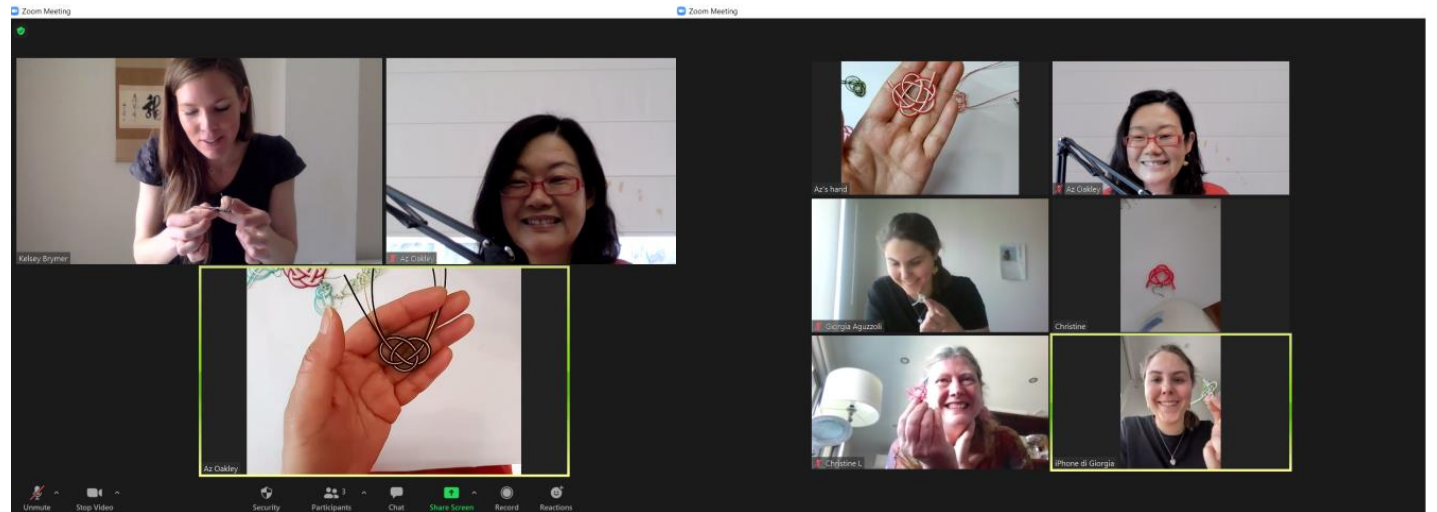 Zoom Meeting
Kelsey Brymer
Az Oakley
Az Oakley
Unmute
Stop Video
Security
Participants
3
Chat
Share Screen
Record
Reactions
Zoom Meeting
Az's hand
Az Oakley
Giorgia Aguzzoli
Christine
Christine L
iPhone di Giorgia